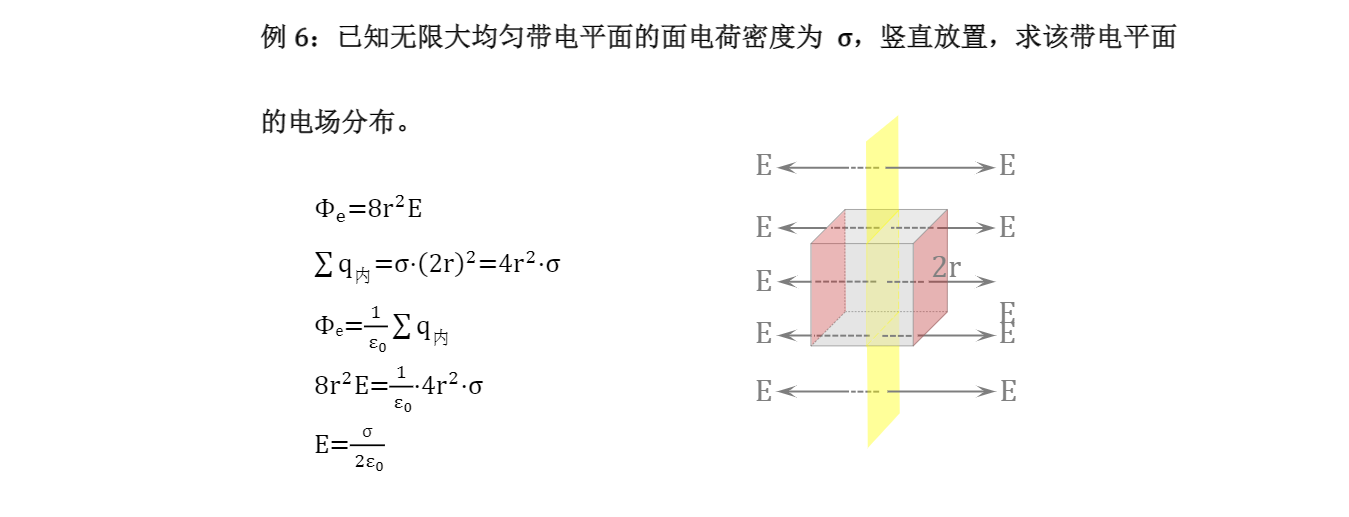 例 6：已知无限大均匀带电平面的面电荷密度为 σ，竖直放置，求该带电平面
的电场分布。
Φₑ=8r²E
∑q内=σ·(2r)²=4r²·σ
Φₑ=1/ε₀ ∑q内
8r²E=1/ε₀·4r²·σ
E=σ/2ε₀
E E
E E
2r
E
E
E E
E E